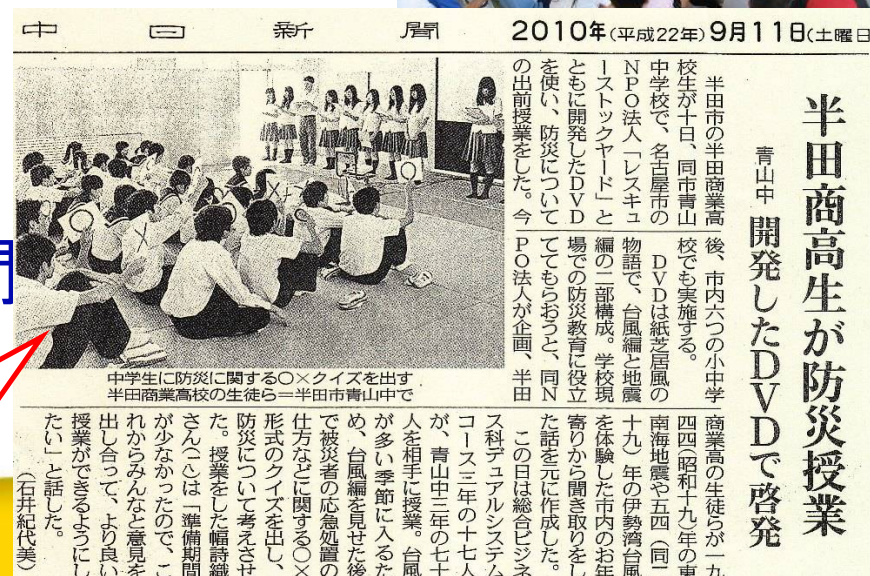 中日新聞 2010年(平成22年)9月11日(土曜日
半田商高生が防災授業
青山中 開発したDVDで啓発
半田市の半田商業高
校生が十日、同市青山
中学校で、名古屋市の
NPO法人「レスキュ
ーストックヤード」と
ともに開発したDVD
を使い、防災について
の出前授業をした。今
後、市内六つの小中学
校でも実施する。
DVDは紙芝居風の
物語で、台風編と地震
編の二部構成。学校現
場での防災教育に役立
ててもらおうと、同N
PO法人が企画、半田
商業高の生徒らが一九
四四(昭和十九)年の東
南海地震や五四(同二
十九)年の伊勢湾台風
を体験した市内のお年
寄りから聞き取りをし
た話を元に作成した。
この日は総合ビジネ
ス科デュアルシステム
コース三年の十七人
が、青山中三年の七十
人を相手に授業。台風
が多い季節に入るた
め、台風編を見せた後
で被災者の応急処置の
仕方などに関する○×
形式のクイズを出し、
防災について考えさせ
た。授業をした幅詩織
さんは「準備期間
が少なかったので、こ
れからみんなと意見を
出し合って、より良い
授業ができるようにし
たい」と話した。
(石井紀代美)
中学生に防災に関する○×クイズを出す
半田商業高校の生徒ら=半田市青山中で